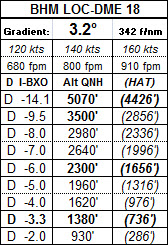 BHM LOC-DME 18
Gradient: 3.2° 342 ft/nm
120 kts 140 kts 160 kts
680 fpm 800 fpm 910 fpm
D I-BXO Alt QNH (HAT)
D -14.1 5070' (4426')
D -9.5 3500' (2856')
D -8.0 2980' (2336')
D -7.0 2640' (1996')
D -6.0 2300' (1656')
D -5.0 1960' (1316')
D -4.0 1620' (976')
D -3.3 1380' (736')
D -2.0 930' (286')